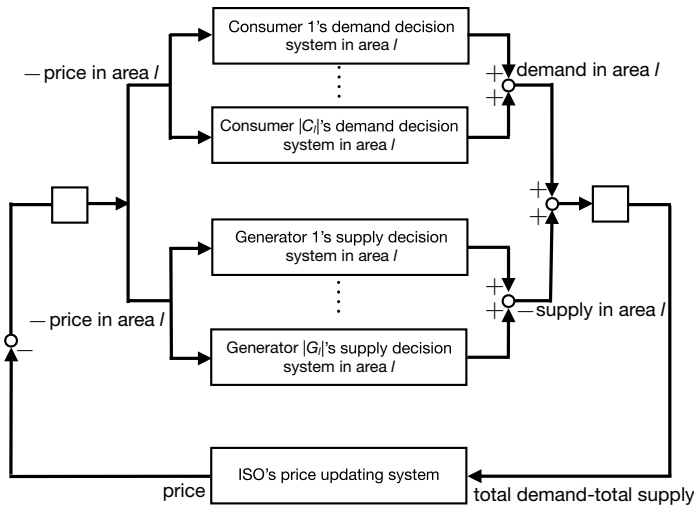 Consumer 1's demand decision
system in area l
— price in area l
+
demand in area l
+
Consumer |Cl|'s demand decision
system in area l
+
+
Generator 1's supply decision
system in area l
+
+
— supply in area l
— price in area l
—
Generator |Gl|'s supply decision
system in area l
ISO's price updating system
price
total demand-total supply